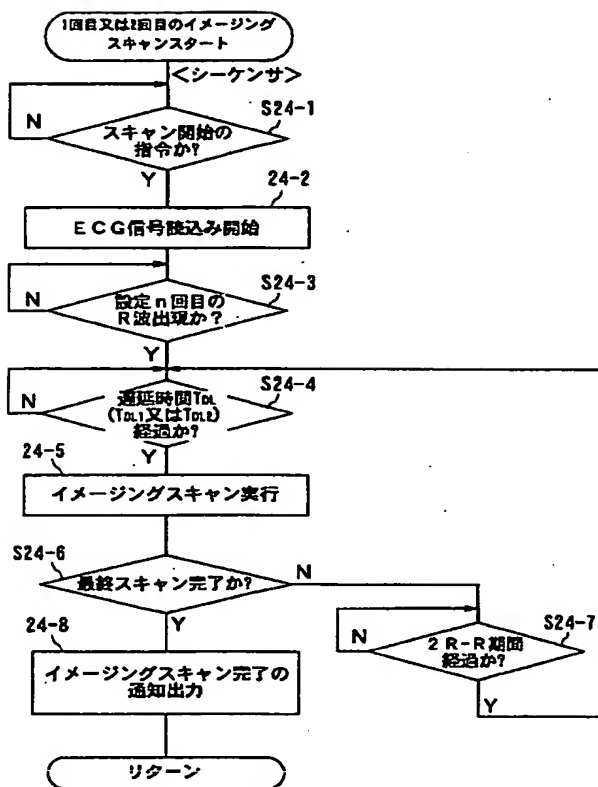 1回目又は2回目のイメージング
スキャンスタート
<シーケンサ>
S24-1
N
スキャン開始の
指令か?
Y
24-2
ECG信号読込み開始
S24-3
N
設定n回目の
R波出現か?
Y
S24-4
N
遅延時間TDL
(TDL1又はTDL2)
経過か?
24-5
Y
イメージングスキャン実行
S24-6
N
最終スキャン完了か?
S24-7
24-8
Y
N
2 R-R期間
経過か?
イメージングスキャン完了の
通知出力
Y
リターン